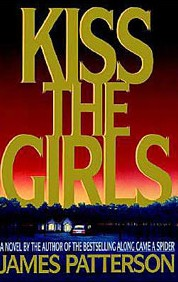 KISS
THE
GIRLS
A NOVEL BY THE AUTHOR OF THE BESTSELLING ALONG CAME A SPIDER
JAMES PATTERSON